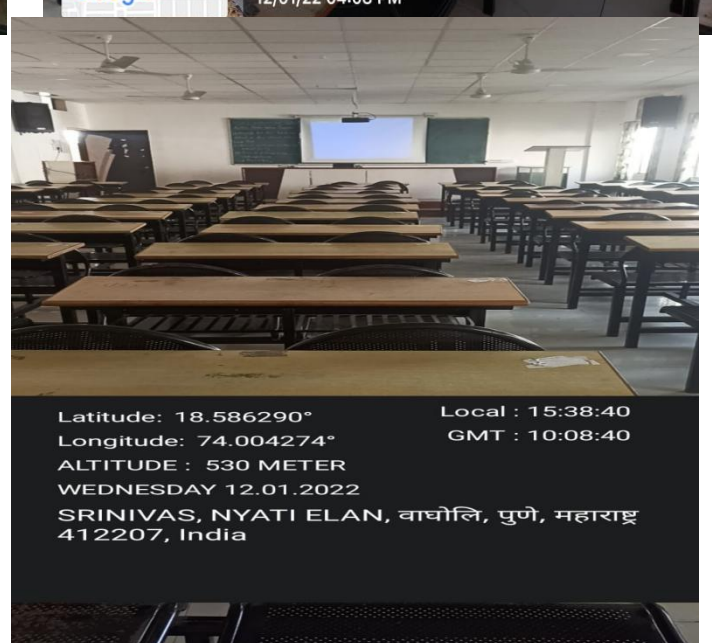 Latitude: 18.586290°
Longitude: 74.004274°
ALTITUDE : 530 METER
WEDNESDAY 12.01.2022
SRINIVAS, NYATI ELAN, वाघोलि, पुणे, महाराष्ट्र
412207, India
Local : 15:38:40
GMT : 10:08:40